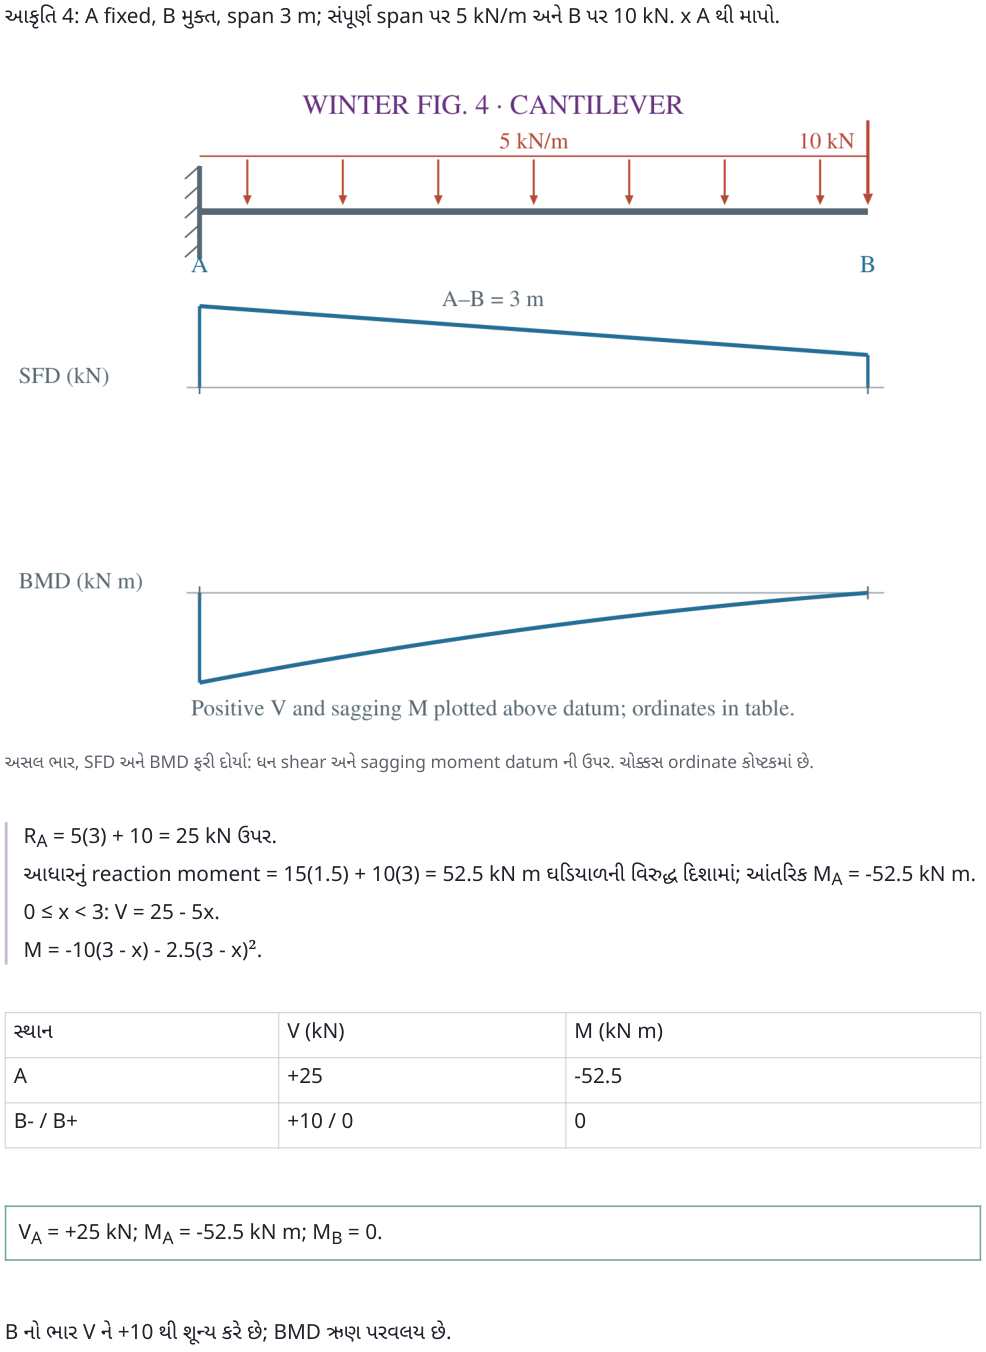 આકૃતિ 4: A fixed, B મુક્ત, span 3 m; સંપૂર્ણ span પર 5 kN/m અને B પર 10 kN. x A થી માપો.
WINTER FIG. 4 · CANTILEVER
5 kN/m
10 kN
A
B
A–B = 3 m
SFD (kN)
BMD (kN m)
Positive V and sagging M plotted above datum; ordinates in table.
અસલ ભાર, SFD અને BMD ફરી દોર્યા: ધન shear અને sagging moment datum ની ઉપર. ચોક્કસ ordinate કોષ્ટકમાં છે.
R_A = 5(3) + 10 = 25 kN ઉપર.
આધારનું reaction moment = 15(1.5) + 10(3) = 52.5 kN m ઘડિયાળની વિરુદ્ધ દિશામાં; આંતરિક M_A = -52.5 kN m.
0 ≤ x < 3: V = 25 - 5x.
M = -10(3 - x) - 2.5(3 - x)².
સ્થાન V (kN) M (kN m)
A +25 -52.5
B- / B+ +10 / 0 0
V_A = +25 kN; M_A = -52.5 kN m; M_B = 0.
B નો ભાર V ને +10 થી શૂન્ય કરે છે; BMD ઋણ પરવલય છે.